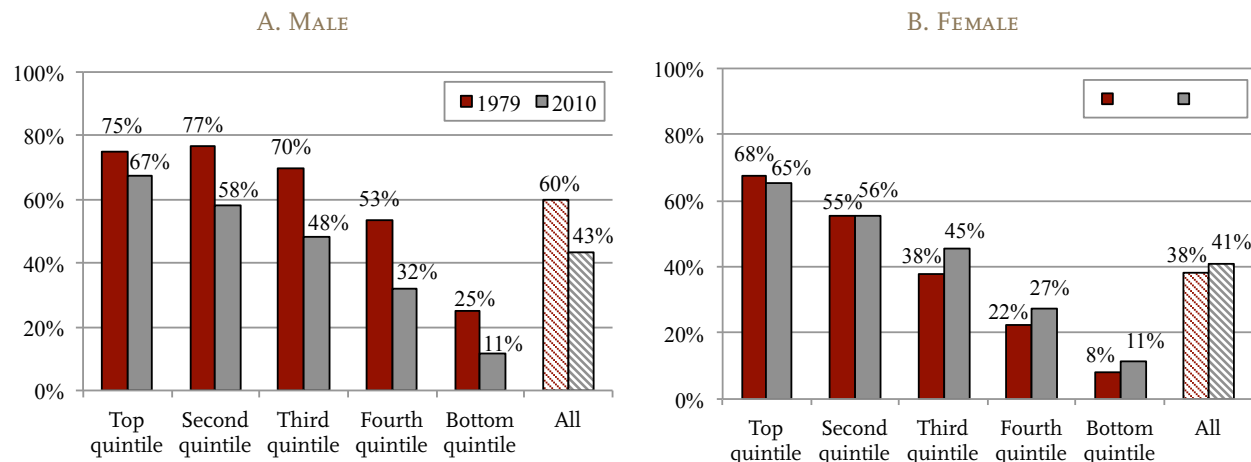 A. MALE
100%
80%
60%
40%
20%
0%
1979 2010
75%
67%
77%
58%
70%
48%
53%
32%
25%
11%
60%
43%
Top quintile
Second quintile
Third quintile
Fourth quintile
Bottom quintile
All
B. FEMALE
100%
80%
60%
40%
20%
0%
68%
65%
55%
56%
38%
45%
22%
27%
8%
11%
38%
41%
Top quintile
Second quintile
Third quintile
Fourth quintile
Bottom quintile
All